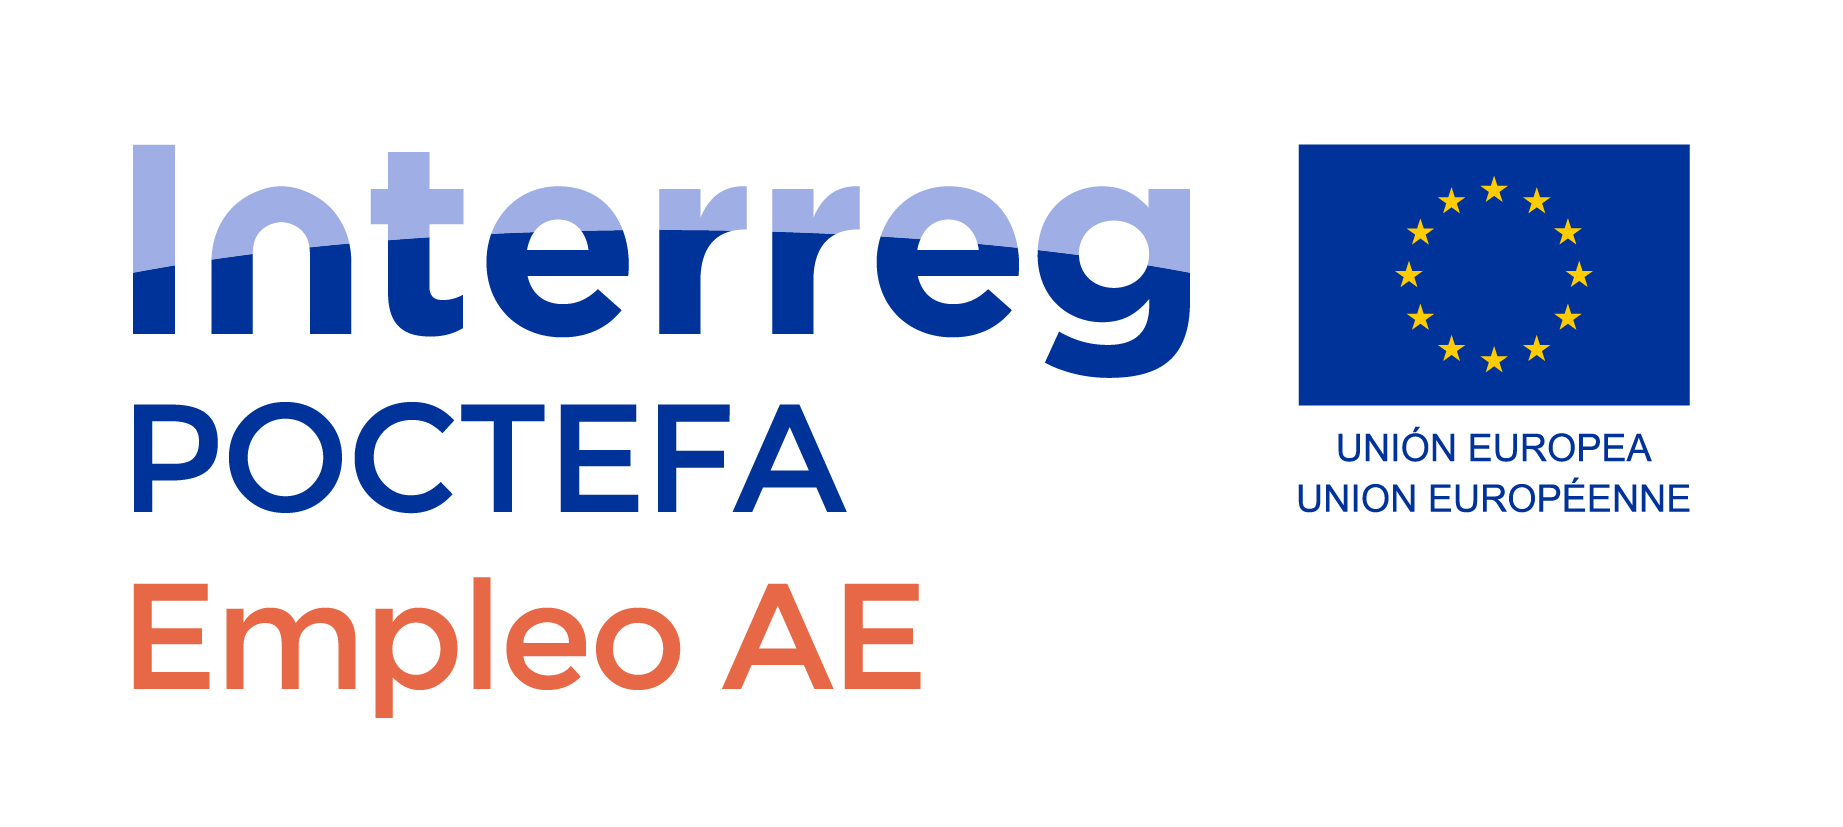 Interreg
POCTEFA
Empleo AE
UNIÓN EUROPEA
UNION EUROPÉENNE